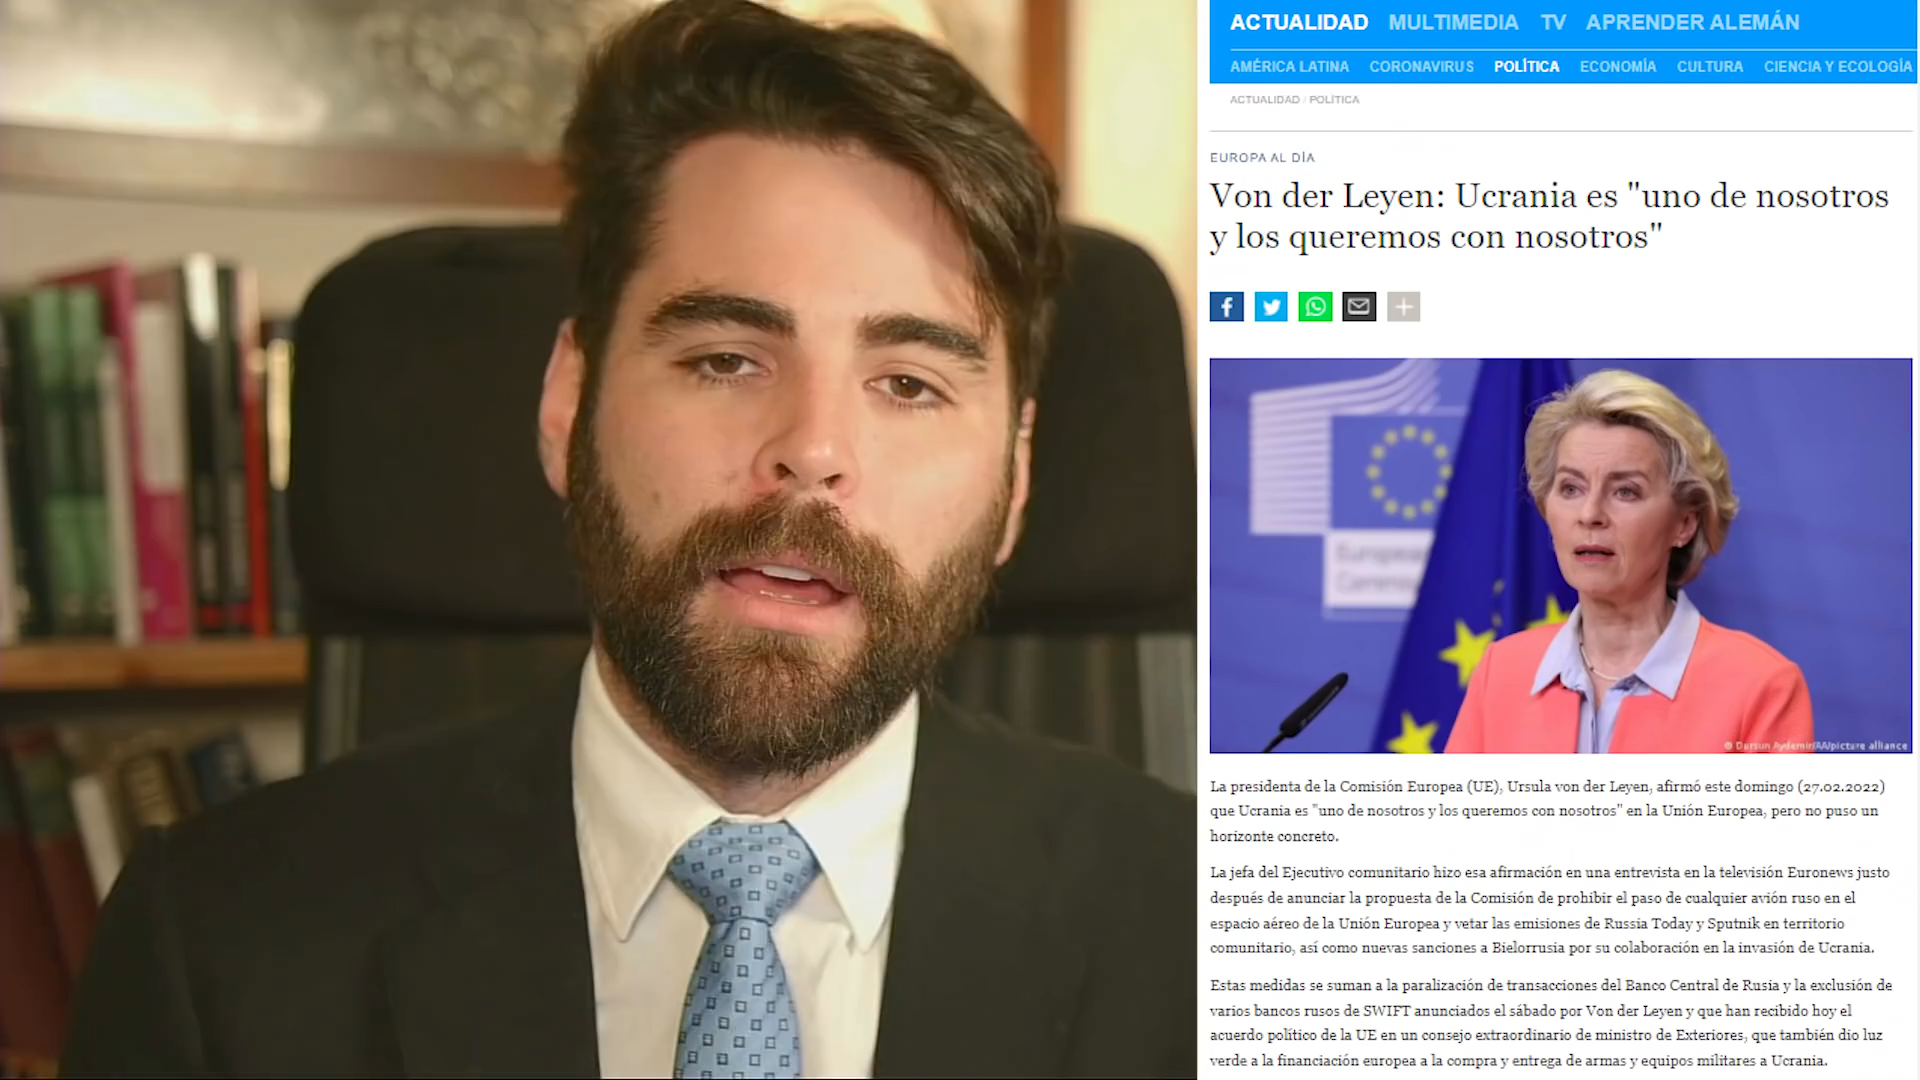 ACTUALIDAD MULTIMEDIA TV APRENDER ALEMÁN
AMÉRICA LATINA CORONAVIRUS POLÍTICA ECONOMÍA CULTURA CIENCIA Y ECOLOGÍA
ACTUALIDAD / POLÍTICA
EUROPA AL DÍA
Von der Leyen: Ucrania es "uno de nosotros
y los queremos con nosotros"
European
Commission
© Dursun Aydemir/AA/picture alliance
La presidenta de la Comisión Europea (UE), Ursula von der Leyen, afirmó este domingo (27.02.2022)
que Ucrania es "uno de nosotros y los queremos con nosotros" en la Unión Europea, pero no puso un
horizonte concreto.
La jefa del Ejecutivo comunitario hizo esa afirmación en una entrevista en la televisión Euronews justo
después de anunciar la propuesta de la Comisión de prohibir el paso de cualquier avión ruso en el
espacio aéreo de la Unión Europea y vetar las emisiones de Russia Today y Sputnik en territorio
comunitario, así como nuevas sanciones a Bielorrusia por su colaboración en la invasión de Ucrania.
Estas medidas se suman a la paralización de transacciones del Banco Central de Rusia y la exclusión de
varios bancos rusos de SWIFT anunciados el sábado por Von der Leyen y que han recibido hoy el
acuerdo político de la UE en un consejo extraordinario de ministro de Exteriores, que también dio luz
verde a la financiación europea a la compra y entrega de armas y equipos militares a Ucrania.